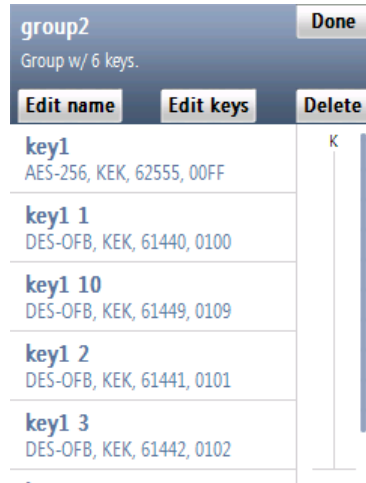 group2
Done
Group w/ 6 keys.
Edit name
Edit keys
Delete
key1
AES-256, KEK, 62555, 00FF
K
key1 1
DES-OFB, KEK, 61440, 0100
key1 10
DES-OFB, KEK, 61449, 0109
key1 2
DES-OFB, KEK, 61441, 0101
key1 3
DES-OFB, KEK, 61442, 0102